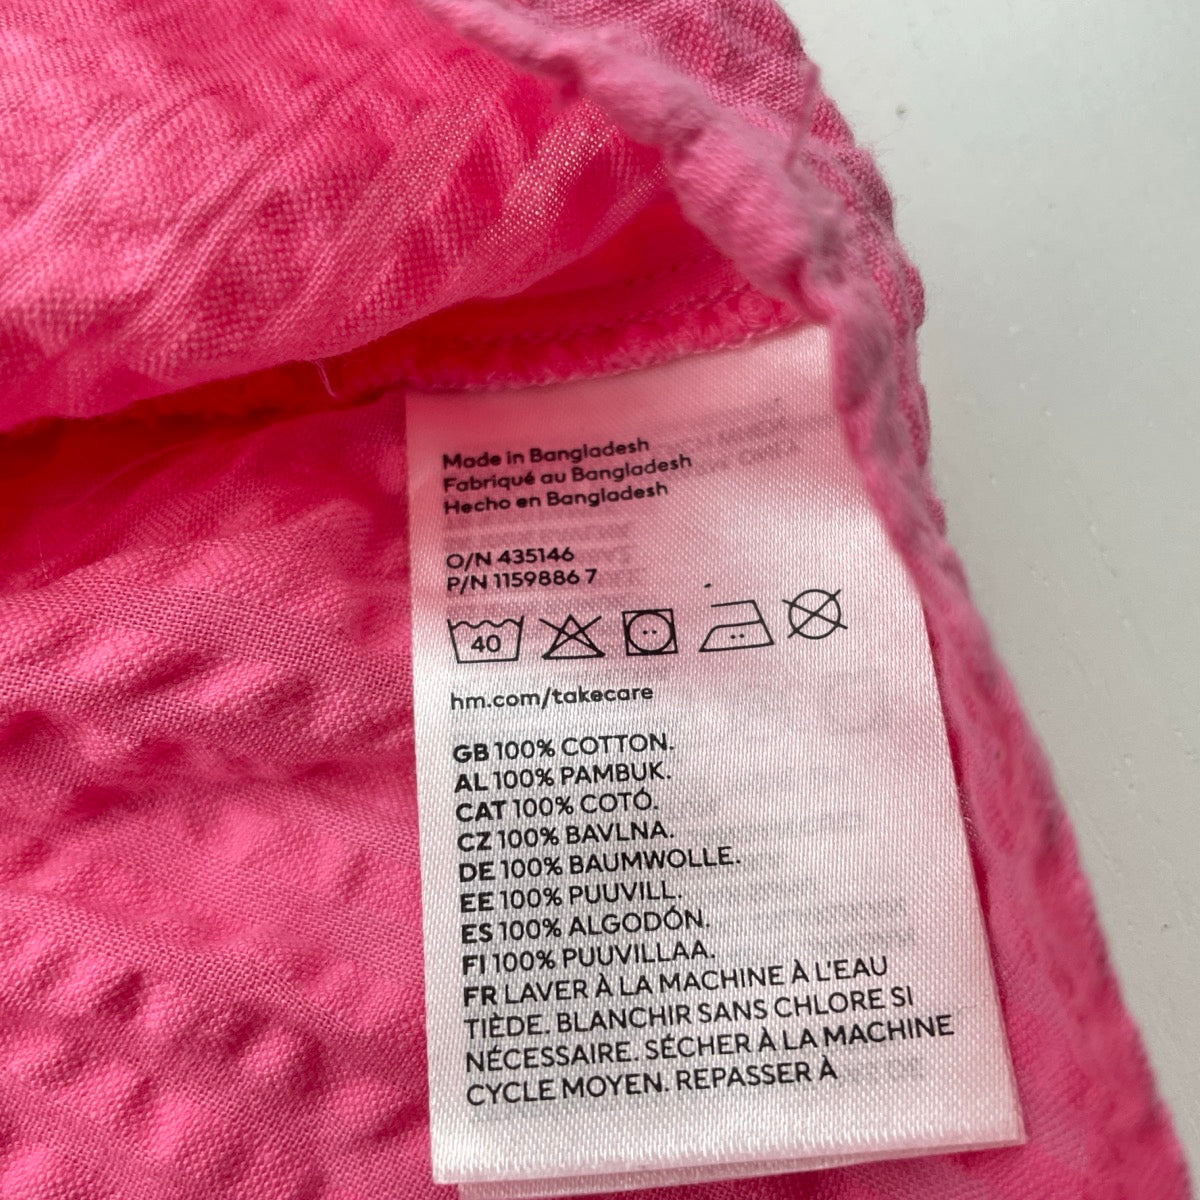 Made in Bangladesh
Fabriqué au Bangladesh
Hecho en Bangladesh
O/N 435146
P/N 1159886 7
40
hm.com/takecare
GB 100% COTTON.
AL 100% PAMBUK.
CAT 100% COTÓ.
CZ 100% BAVLNA.
DE 100% BAUMWOLLE.
EE 100% PUUVILL.
ES 100% ALGODÓN.
FI 100% PUUVILLAA.
FR LAVER À LA MACHINE À L'EAU
TIÈDE. BLANCHIR SANS CHLORE SI
NÉCESSAIRE. SÉCHER À LA MACHINE
CYCLE MOYEN. REPASSER À